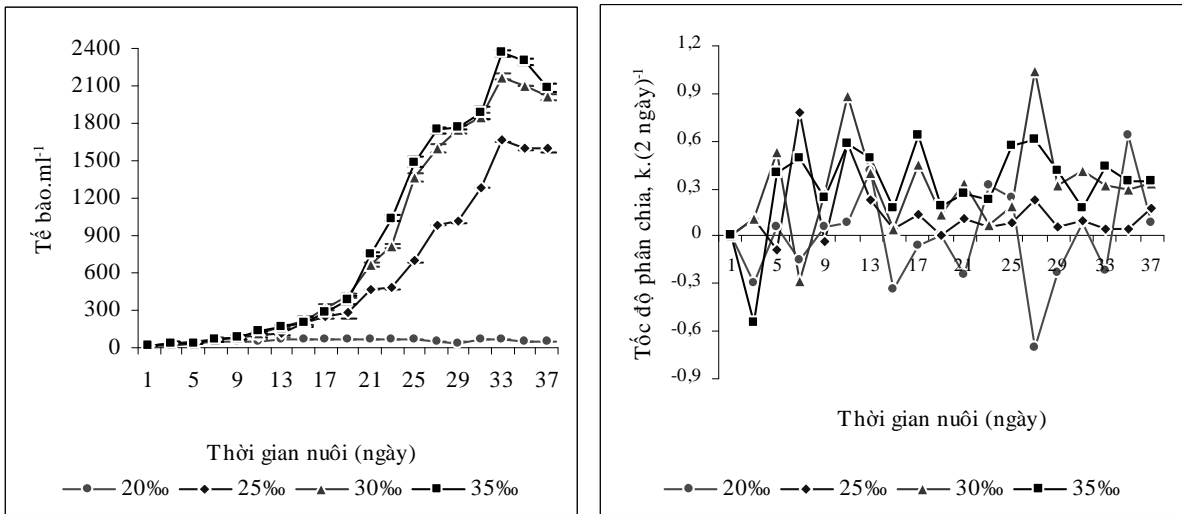 2400
2100
1800
1500
1200
900
600
300
0
Tế bào.ml-1
1 5 9 13 17 21 25 29 33 37
Thời gian nuôi (ngày)
20‰ 25‰ 30‰ 35‰
1,2
0,9
0,6
0,3
0
-0,3
-0,6
-0,9
Tốc độ phân chia, k.(2 ngày)-1
1 5 9 13 17 21 25 29 33 37
Thời gian nuôi (ngày)
20‰ 25‰ 30‰ 35‰